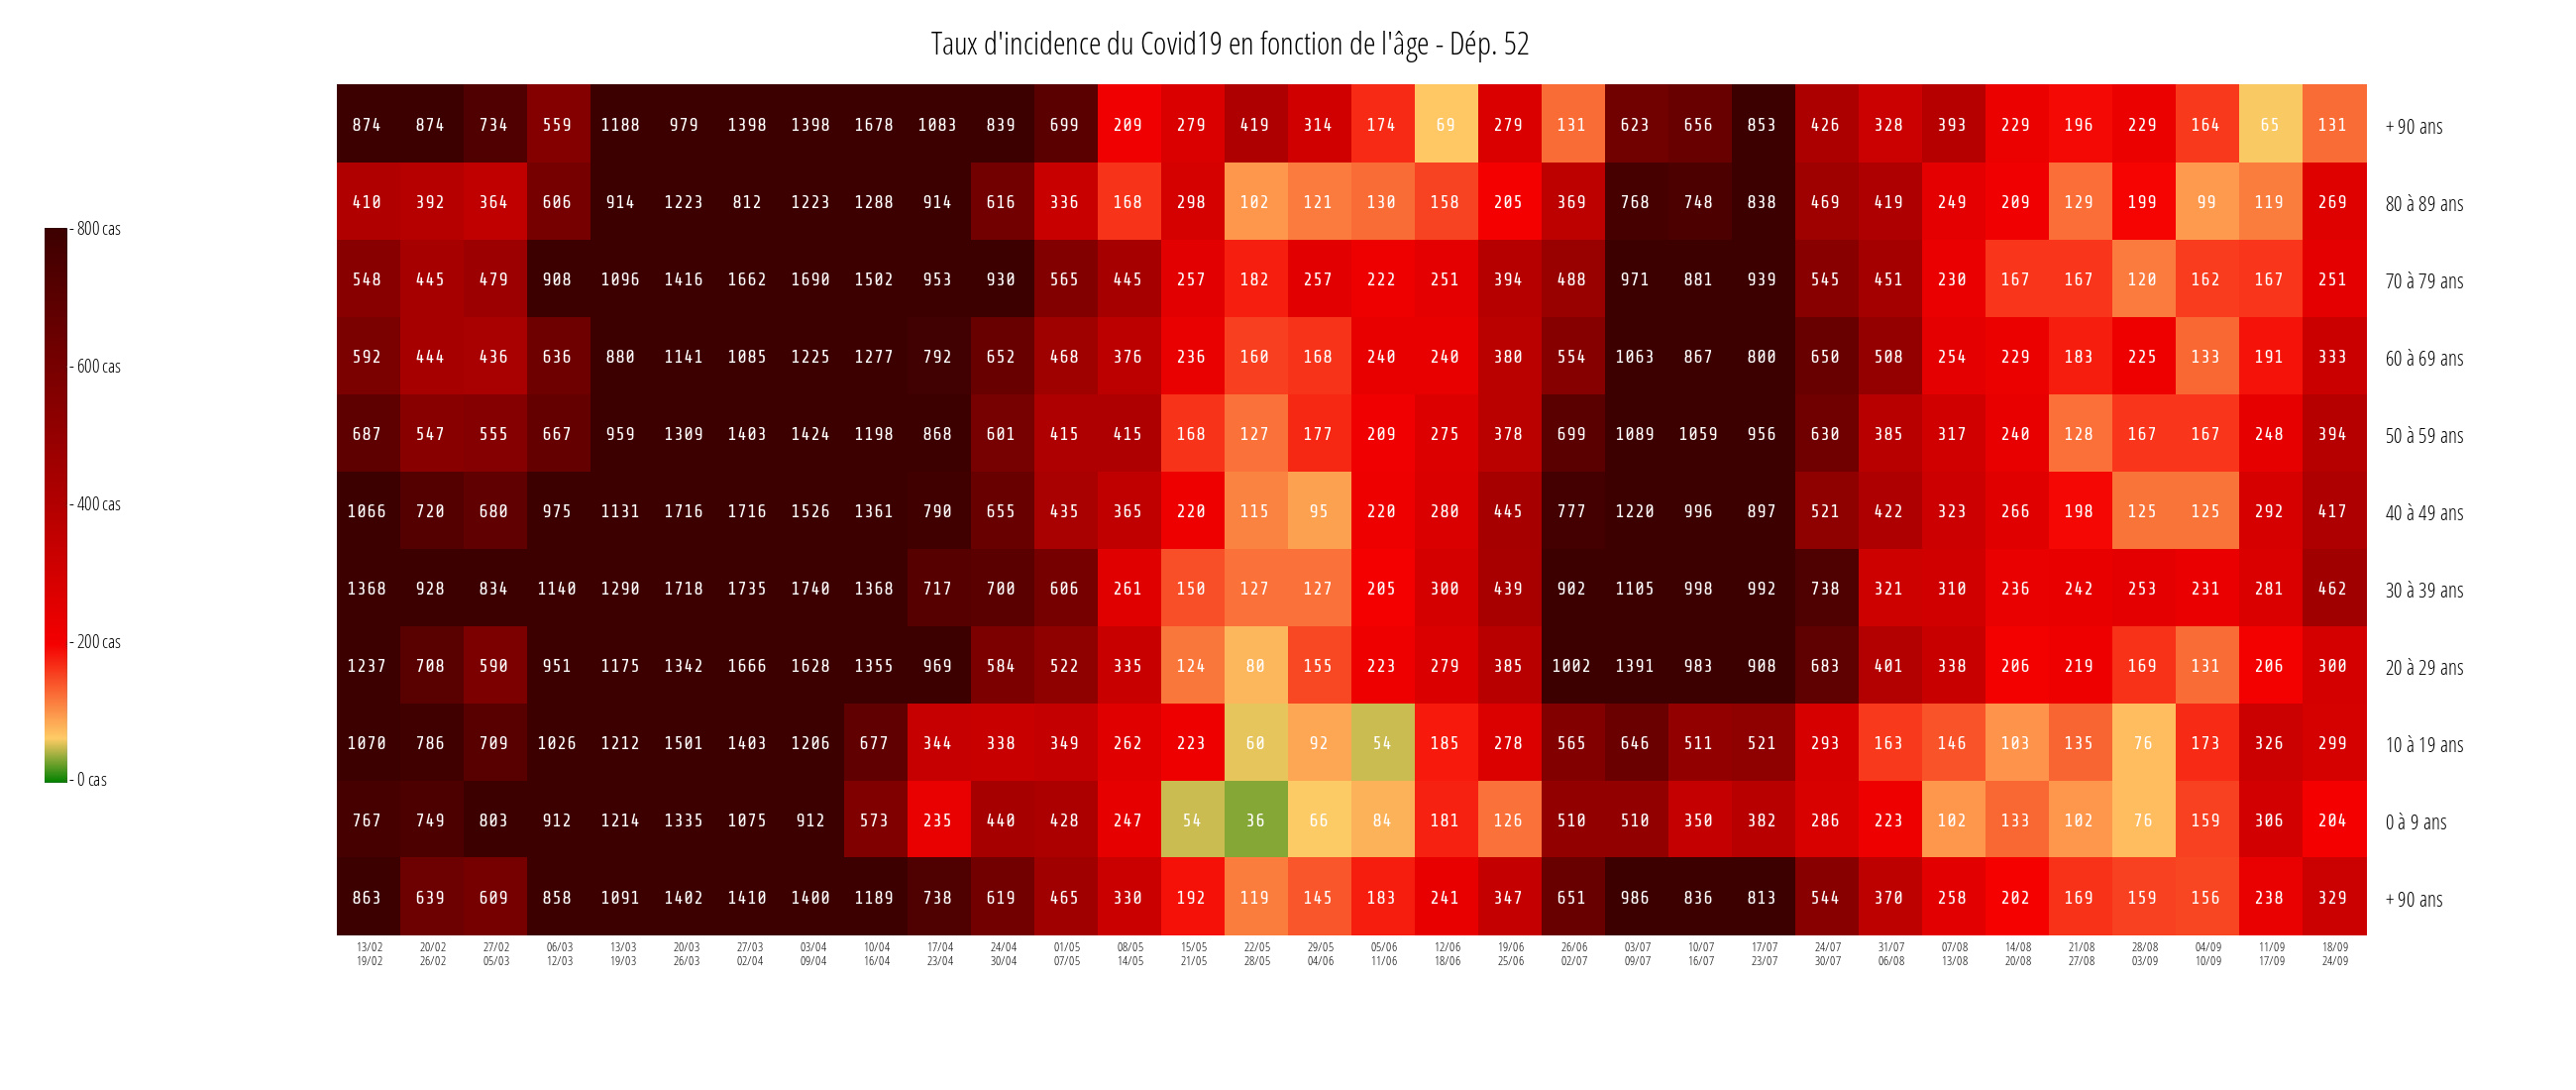 Taux d'incidence du Covid19 en fonction de l'âge - Dép. 52
- 800 cas
- 600 cas
- 400 cas
- 200 cas
- 0 cas
874 874 734 559 1188 979 1398 1398 1678 1083 839 699 209 279 419 314 174 69 279 131 623 656 853 426 328 393 229 196 229 164 65 131 + 90 ans
410 392 364 606 914 1223 812 1223 1288 914 616 336 168 298 102 121 130 158 205 369 768 748 838 469 419 249 209 129 199 99 119 269 80 à 89 ans
548 445 479 908 1096 1416 1662 1690 1502 953 930 565 445 257 182 257 222 251 394 488 971 881 939 545 451 230 167 167 120 162 167 251 70 à 79 ans
592 444 436 636 880 1141 1085 1225 1277 792 652 468 376 236 160 168 240 240 380 554 1063 867 800 650 508 254 229 183 225 133 191 333 60 à 69 ans
687 547 555 667 959 1309 1403 1424 1198 868 601 415 415 168 127 177 209 275 378 699 1089 1059 956 630 385 317 240 128 167 167 248 394 50 à 59 ans
1066 720 680 975 1131 1716 1716 1526 1361 790 655 435 365 220 115 95 220 280 445 777 1220 996 897 521 422 323 266 198 125 125 292 417 40 à 49 ans
1368 928 834 1140 1290 1718 1735 1740 1368 717 700 606 261 150 127 127 205 300 439 902 1105 998 992 738 321 310 236 242 253 231 281 462 30 à 39 ans
1237 708 590 951 1175 1342 1666 1628 1355 969 584 522 335 124 80 155 223 279 385 1002 1391 983 908 683 401 338 206 219 169 131 206 300 20 à 29 ans
1070 786 709 1026 1212 1501 1403 1206 677 344 338 349 262 223 60 92 54 185 278 565 646 511 521 293 163 146 103 135 76 173 326 299 10 à 19 ans
767 749 803 912 1214 1335 1075 912 573 235 440 428 247 54 36 66 84 181 126 510 510 350 382 286 223 102 133 102 76 159 306 204 0 à 9 ans
863 639 609 858 1091 1402 1410 1400 1189 738 619 465 330 192 119 145 183 241 347 651 986 836 813 544 370 258 202 169 159 156 238 329 + 90 ans
13/02 20/02 27/02 06/03 13/03 20/03 27/03 03/04 10/04 17/04 24/04 01/05 08/05 15/05 22/05 29/05 05/06 12/06 19/06 26/06 03/07 10/07 17/07 24/07 31/07 07/08 14/08 21/08 28/08 04/09 11/09 18/09
19/02 26/02 05/03 12/03 19/03 26/03 02/04 09/04 16/04 23/04 30/04 07/05 14/05 21/05 28/05 04/06 11/06 18/06 25/06 02/07 09/07 16/07 23/07 30/07 06/08 13/08 20/08 27/08 03/09 10/09 17/09 24/09